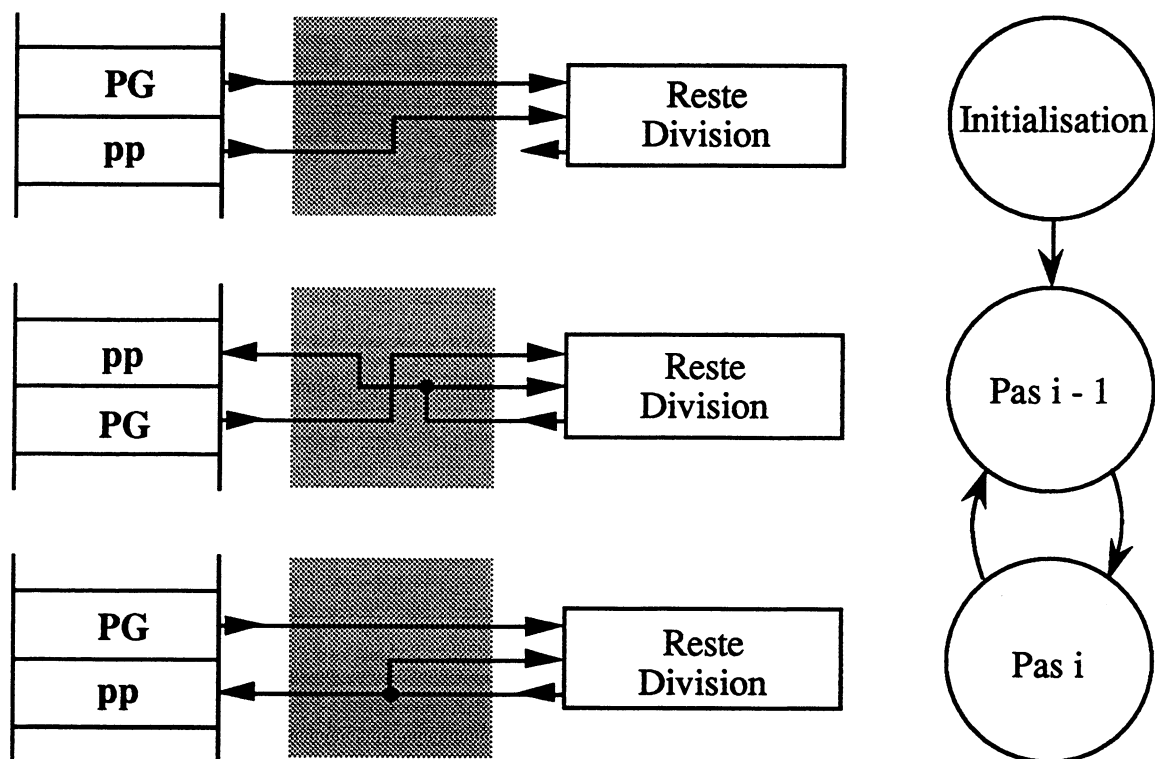 PG
pp
Reste
Division
Initialisation
pp
PG
Reste
Division
Pas i - 1
PG
pp
Reste
Division
Pas i